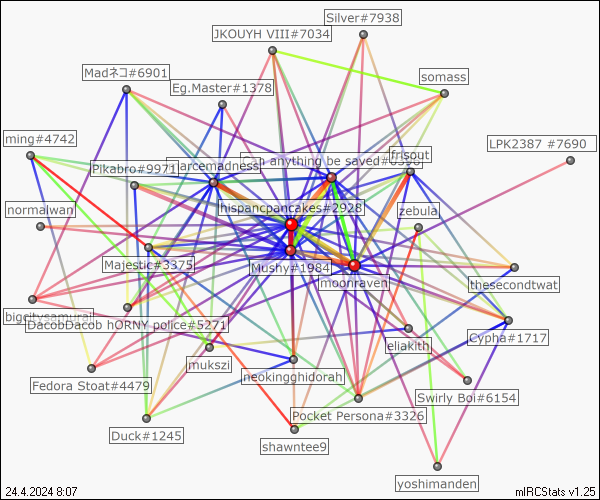 Silver#7938
JKOUYH VIII#7034
Madネコ#6901
somass
Eg.Master#1378
ming#4742
LPK2387 #7690
frisout
Pikabro#9971
marcemadness
anything be saved
hispancpancakes#2928
normalwan
zebula
Majestic#3375
Mushy#1984
moonraven
thesecondtwat
bigcitysamurai
DacobDacob hORNY police#5271
Cypha#1717
eliakith
mukszi
neokingghidorah
Fedora Stoat#4479
Swirly Boi#6154
Pocket Persona#3326
Duck#1245
shawntee9
yoshimanden
24.4.2024 8:07
mIRCStats v1.25